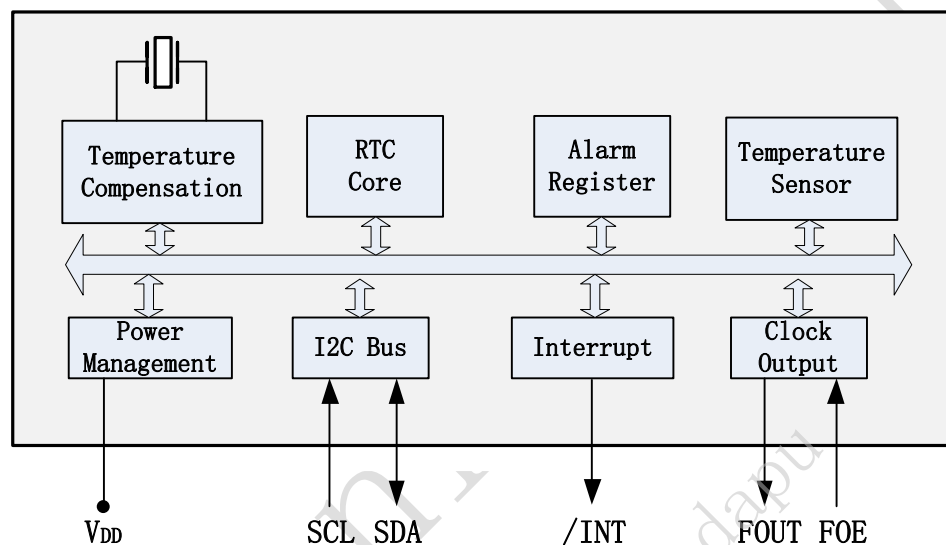 Temperature
Compensation
RTC
Core
Alarm
Register
Temperature
Sensor
Power
Management
I2C Bus
Interrupt
Clock
Output
VDD
SCL SDA
/INT
FOUT FOE
dapu